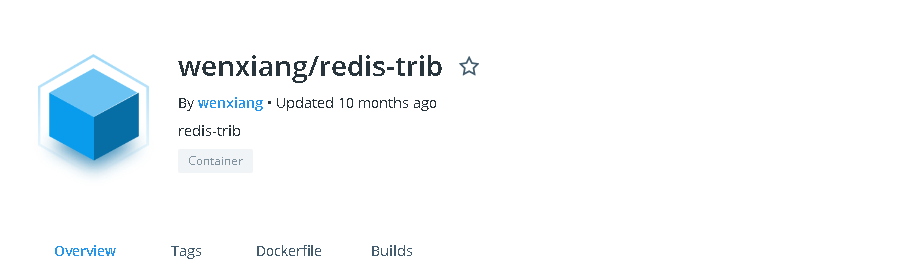 wenxiang/redis-trib
By wenxiang • Updated 10 months ago
redis-trib
Container
Overview Tags Dockerfile Builds